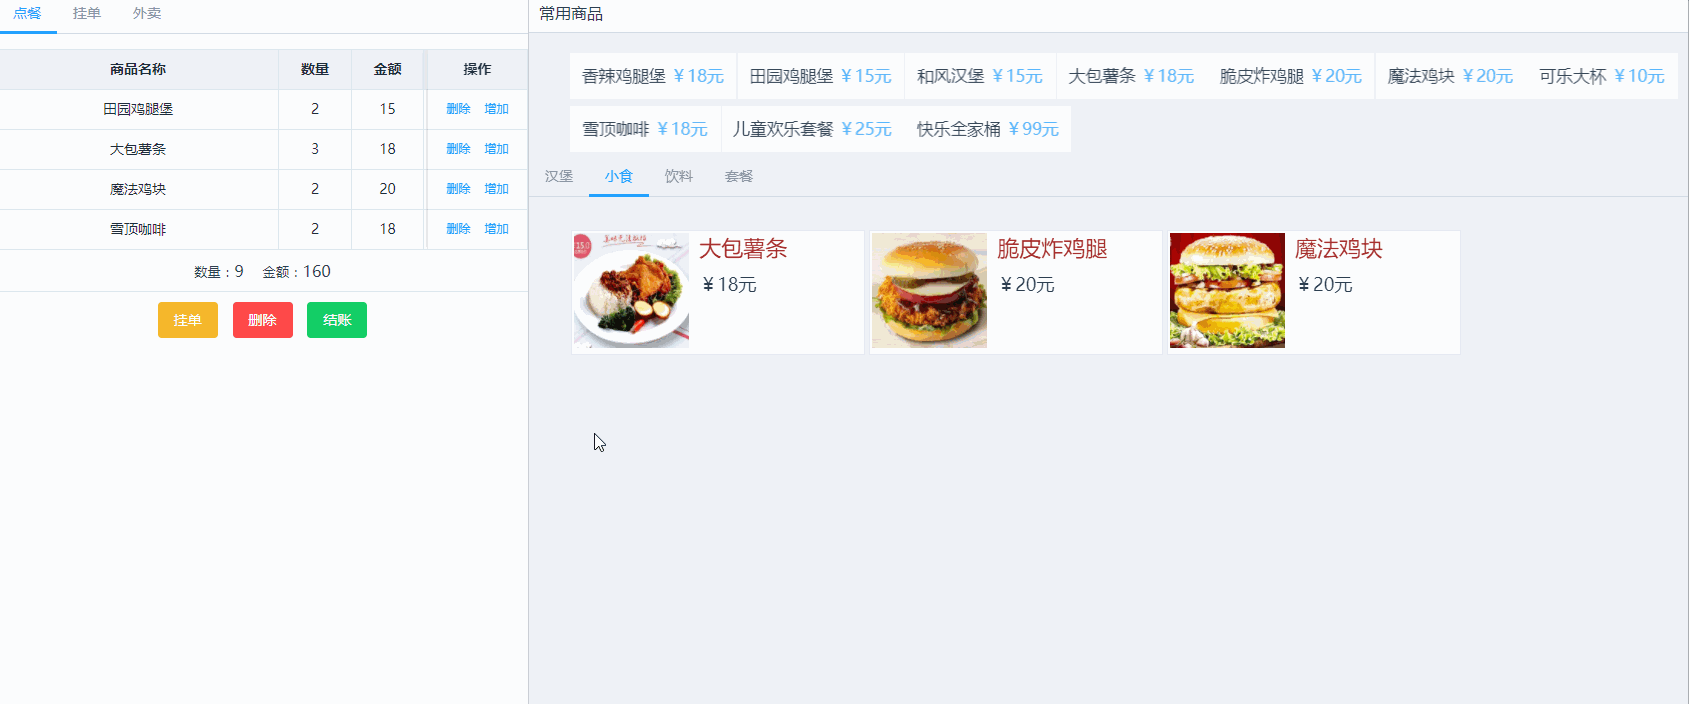 点餐 挂单 外卖
商品名称 数量 金额 操作
田园鸡腿堡 2 15 删除 增加
大包薯条 3 18 删除 增加
魔法鸡块 2 20 删除 增加
雪顶咖啡 2 18 删除 增加
数量：9 金额：160
挂单 删除 结账
常用商品
香辣鸡腿堡 ￥18元 田园鸡腿堡 ￥15元 和风汉堡 ￥15元 大包薯条 ￥18元 脆皮炸鸡腿 ￥20元 魔法鸡块 ￥20元 可乐大杯 ￥10元
雪顶咖啡 ￥18元 儿童欢乐套餐 ￥25元 快乐全家桶 ￥99元
汉堡 小食 饮料 套餐
大包薯条
￥18元
脆皮炸鸡腿
￥20元
魔法鸡块
￥20元